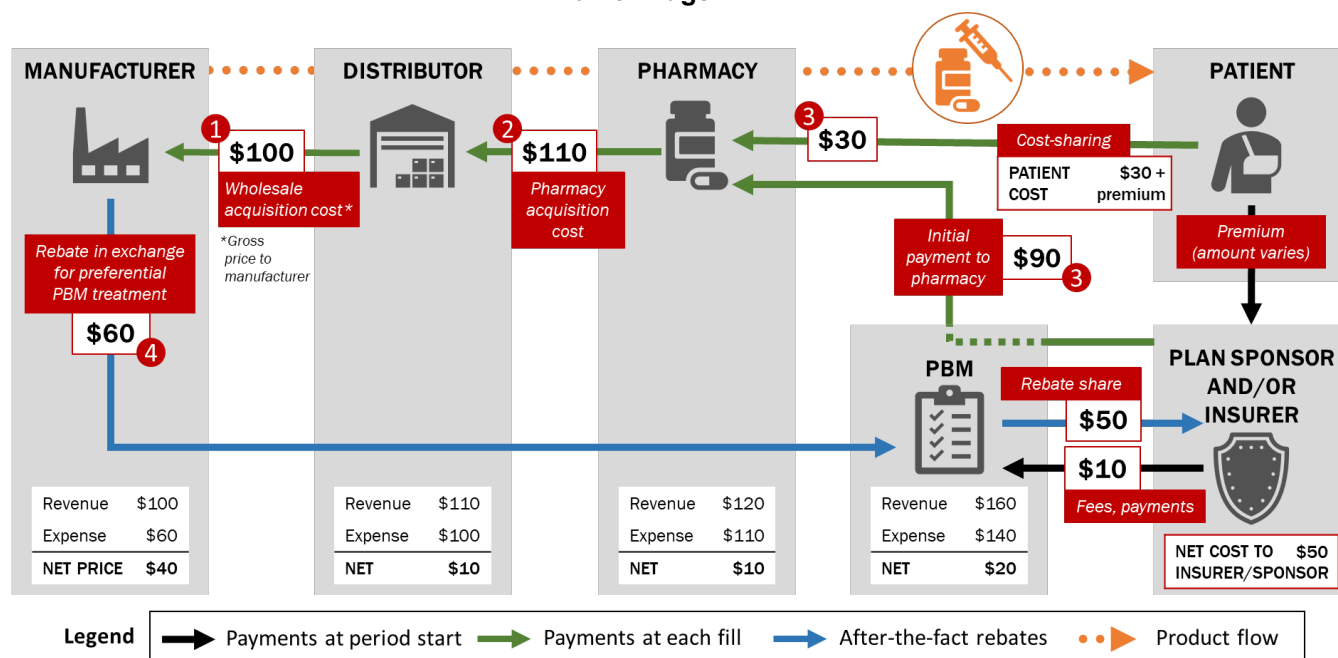 MANUFACTURER
DISTRIBUTOR
PHARMACY
PATIENT
1
$100
Wholesale
acquisition cost*
*Gross
price to
manufacturer
2
$110
Pharmacy
acquisition
cost
3
$30
Cost-sharing
PATIENT $30 +
COST premium
Premium
(amount varies)
Initial
payment to
pharmacy
$90
3
Rebate in exchange
for preferential
PBM treatment
$60
4
PBM
PLAN SPONSOR
AND/OR
INSURER
Rebate share
$50
$10
Fees, payments
Revenue $100
Expense $60
NET PRICE $40
Revenue $110
Expense $100
NET $10
Revenue $120
Expense $110
NET $10
Revenue $160
Expense $140
NET $20
NET COST TO $50
INSURER/SPONSOR
Legend
Payments at period start
Payments at each fill
After-the-fact rebates
Product flow